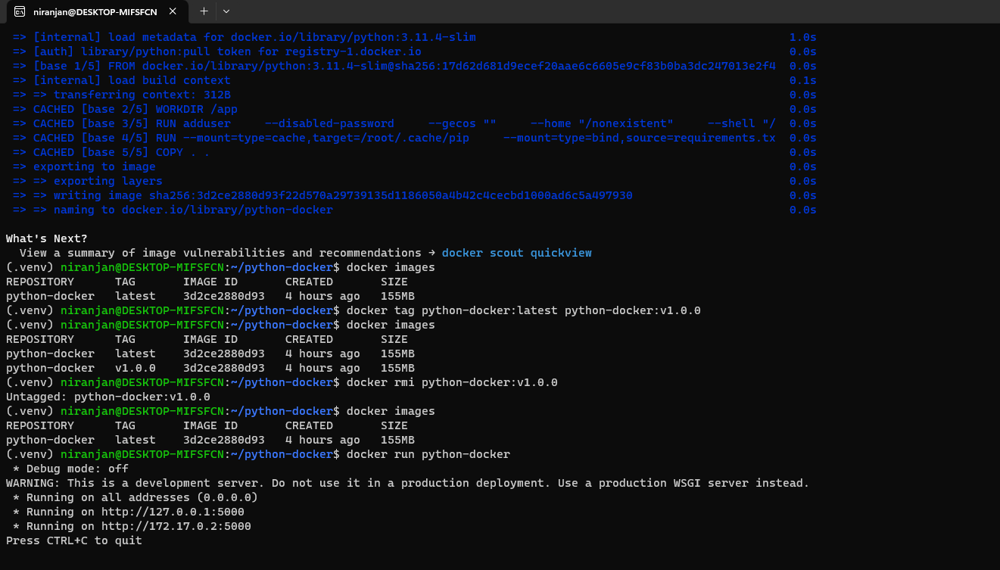 niranjan@DESKTOP-MIFSFCN
=> [internal] load metadata for docker.io/library/python:3.11.4-slim 1.0s
=> [auth] library/python:pull token for registry-1.docker.io 0.0s
=> [base 1/5] FROM docker.io/library/python:3.11.4-slim@sha256:17d62d681d9ecef20aae6c6605e9cf83b0ba3dc247013e2f4 0.0s
=> [internal] load build context 0.1s
=> => transferring context: 312B 0.0s
=> CACHED [base 2/5] WORKDIR /app 0.0s
=> CACHED [base 3/5] RUN adduser --disabled-password --gecos "" --home "/nonexistent" --shell "/ 0.0s
=> CACHED [base 4/5] RUN --mount=type=cache,target=/root/.cache/pip --mount=type=bind,source=requirements.tx 0.0s
=> CACHED [base 5/5] COPY . . 0.0s
=> exporting to image 0.0s
=> => exporting layers 0.0s
=> => writing image sha256:3d2ce2880d93f22d570a29739135d1186050a4b42c4cecbd1000ad6c5a497930 0.0s
=> => naming to docker.io/library/python-docker 0.0s
What's Next?
View a summary of image vulnerabilities and recommendations → docker scout quickview
(.venv) niranjan@DESKTOP-MIFSFCN:~/python-docker$ docker images
REPOSITORY TAG IMAGE ID CREATED SIZE
python-docker latest 3d2ce2880d93 4 hours ago 155MB
(.venv) niranjan@DESKTOP-MIFSFCN:~/python-docker$ docker tag python-docker:latest python-docker:v1.0.0
(.venv) niranjan@DESKTOP-MIFSFCN:~/python-docker$ docker images
REPOSITORY TAG IMAGE ID CREATED SIZE
python-docker latest 3d2ce2880d93 4 hours ago 155MB
python-docker v1.0.0 3d2ce2880d93 4 hours ago 155MB
(.venv) niranjan@DESKTOP-MIFSFCN:~/python-docker$ docker rmi python-docker:v1.0.0
Untagged: python-docker:v1.0.0
(.venv) niranjan@DESKTOP-MIFSFCN:~/python-docker$ docker images
REPOSITORY TAG IMAGE ID CREATED SIZE
python-docker latest 3d2ce2880d93 4 hours ago 155MB
(.venv) niranjan@DESKTOP-MIFSFCN:~/python-docker$ docker run python-docker
* Debug mode: off
WARNING: This is a development server. Do not use it in a production deployment. Use a production WSGI server instead.
* Running on all addresses (0.0.0.0)
* Running on http://127.0.0.1:5000
* Running on http://172.17.0.2:5000
Press CTRL+C to quit